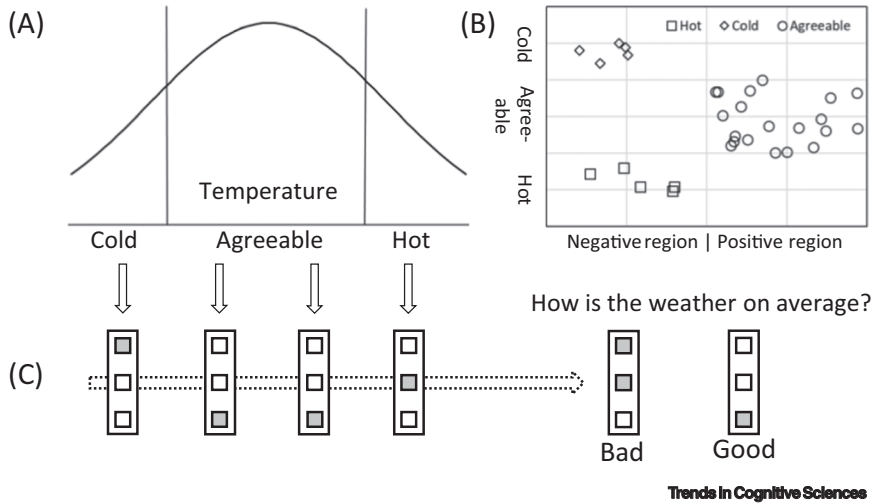 (A)
Temperature
Cold Agreeable Hot
(B)
Hot Cold Agreeable
Cold
Agree-
able
Hot
Negative region | Positive region
How is the weather on average?
(C)
Bad Good
Trends in Cognitive Sciences